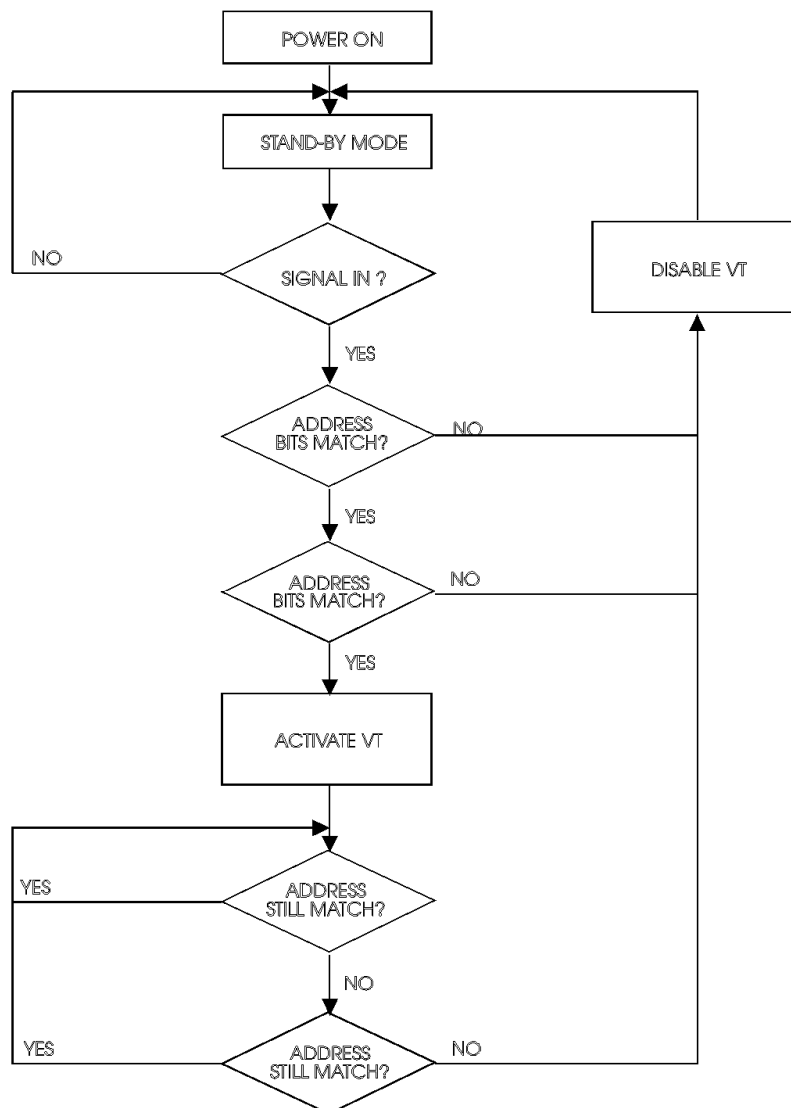 POWER ON
STAND-BY MODE
NO
SIGNAL IN ?
DISABLE VT
YES
ADDRESS
BITS MATCH?
NO
YES
ADDRESS
BITS MATCH?
NO
YES
ACTIVATE VT
YES
ADDRESS
STILL MATCH?
NO
YES
ADDRESS
STILL MATCH?
NO